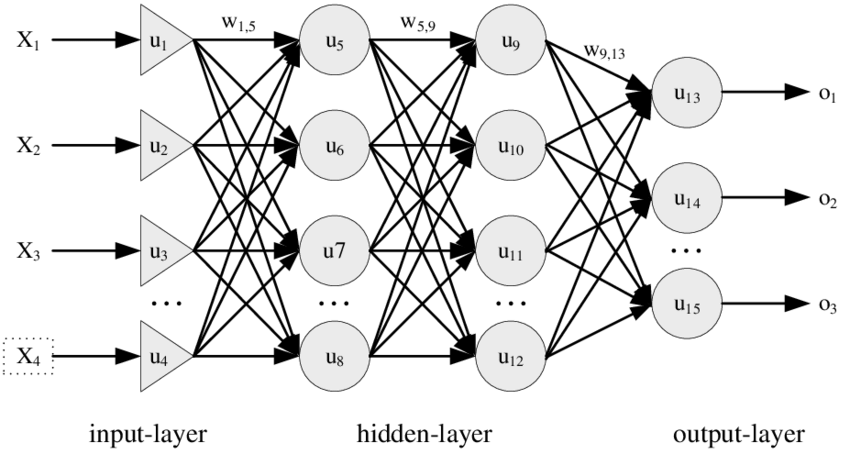 X1 u1 w1,5 u5 w5,9 u9 w9,13
u13 o1
X2 u2 u6 u10
u14 o2
X3 u3 u7 u11 ...
... ... ... u15 o3
X4 u4 u8 u12
input-layer hidden-layer output-layer